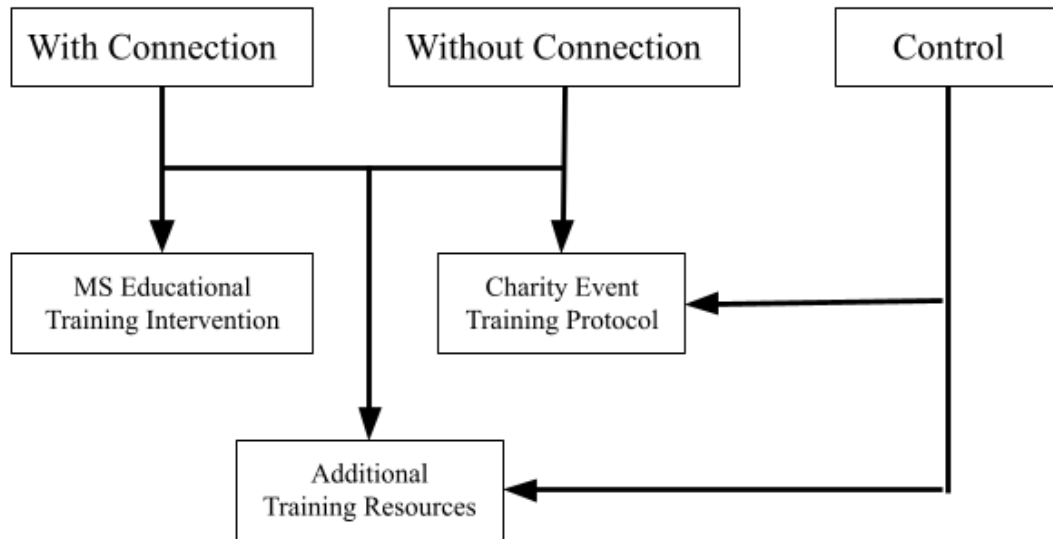 With Connection
Without Connection
Control
MS Educational
Training Intervention
Charity Event
Training Protocol
Additional
Training Resources